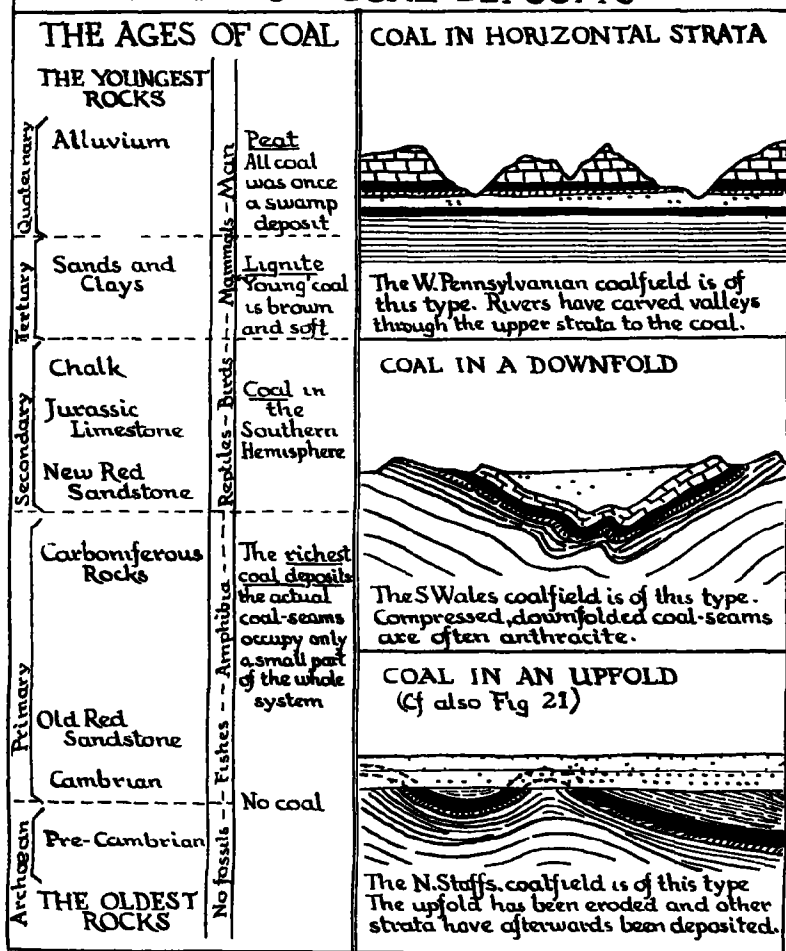 THE AGES OF COAL
THE YOUNGEST
ROCKS
Quaternary
Alluvium
Tertiary
Sands and
Clays
Secondary
Chalk
Jurassic
Limestone
New Red
Sandstone
Primary
Carboniferous
Rocks
Old Red
Sandstone
Cambrian
Archaean
Pre-Cambrian
THE OLDEST
ROCKS
No fossils - - Fishes - - Amphibia - - - - Reptiles - Birds - - - Mammals - Man
Peat
All coal
was once
a swamp
deposit
Lignite
Young coal
is brown
and soft
Coal in
the
Southern
Hemisphere
The richest
coal deposits
the actual
coal-seams
occupy only
a small part
of the whole
system
No coal
COAL IN HORIZONTAL STRATA
The W. Pennsylvanian coalfield is of
this type. Rivers have carved valleys
through the upper strata to the coal.
COAL IN A DOWNFOLD
The S Wales coalfield is of this type.
Compressed, downfolded coal-seams
are often anthracite.
COAL IN AN UPFOLD
(Cf also Fig 21)
The N. Staffs. coalfield is of this type
The upfold has been eroded and other
strata have afterwards been deposited.